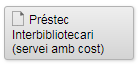 Préstec
Interbibliotecari
(servei amb cost)